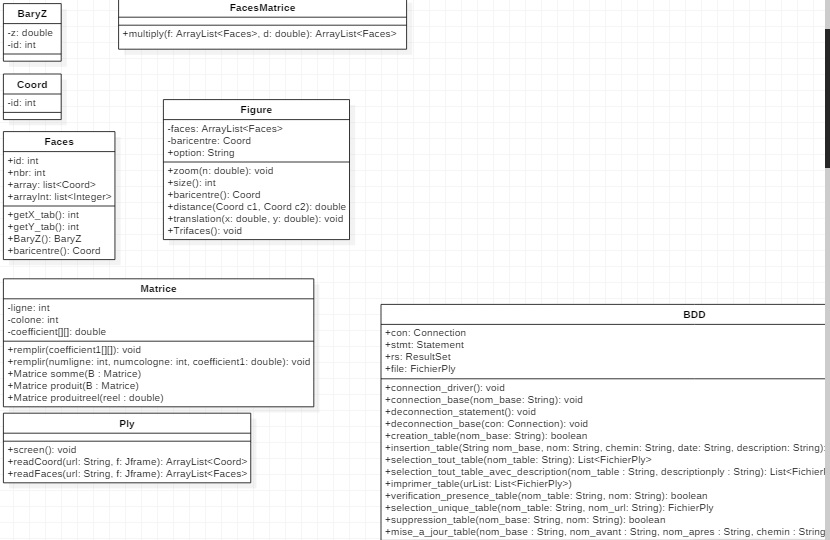 BaryZ
-z: double
-id: int
FacesMatrice
+multiply(f: ArrayList<Faces>, d: double): ArrayList<Faces>
Coord
-id: int
Faces
+id: int
+nbr: int
+array: list<Coord>
+arrayInt: list<Integer>
+getX_tab(): int
+getY_tab(): int
+BaryZ(): BaryZ
+baricentre(): Coord
Figure
-faces: ArrayList<Faces>
-baricentre: Coord
+option: String
+zoom(n: double): void
+size(): int
+baricentre(): Coord
+distance(Coord c1, Coord c2): double
+translation(x: double, y: double): void
+Trifaces(): void
Matrice
-ligne: int
-colone: int
-coefficient[][]: double
+remplir(coefficient1[][]): void
+remplir(numligne: int, numcologne: int, coefficient1: double): void
+Matrice somme(B : Matrice)
+Matrice produit(B : Matrice)
+Matrice produitreel(reel : double)
Ply
+screen(): void
+readCoord(url: String, f: Jframe): ArrayList<Coord>
+readFaces(url: String, f: Jframe): ArrayList<Faces>
BDD
+con: Connection
+stmt: Statement
+rs: ResultSet
+file: FichierPly
+connection_driver(): void
+connection_base(nom_base: String): void
+deconnection_statement(): void
+deconnection_base(con: Connection): void
+creation_table(nom_base: String): boolean
+insertion_table(String nom_base, nom: String, chemin: String, date: String, description: String):
+selection_tout_table(nom_table: String): List<FichierPly>
+selection_tout_table_avec_description(nom_table : String, descriptionply : String): List<Fichier
+imprimer_table(urList: List<FichierPly>)
+verification_presence_table(nom_table: String, nom: String): boolean
+selection_unique_table(nom_table: String, nom_url: String): FichierPly
+suppression_table(nom_base: String, nom: String): boolean
+mise_a_jour_table(nom_base : String, nom_avant : String, nom_apres : String, chemin : String